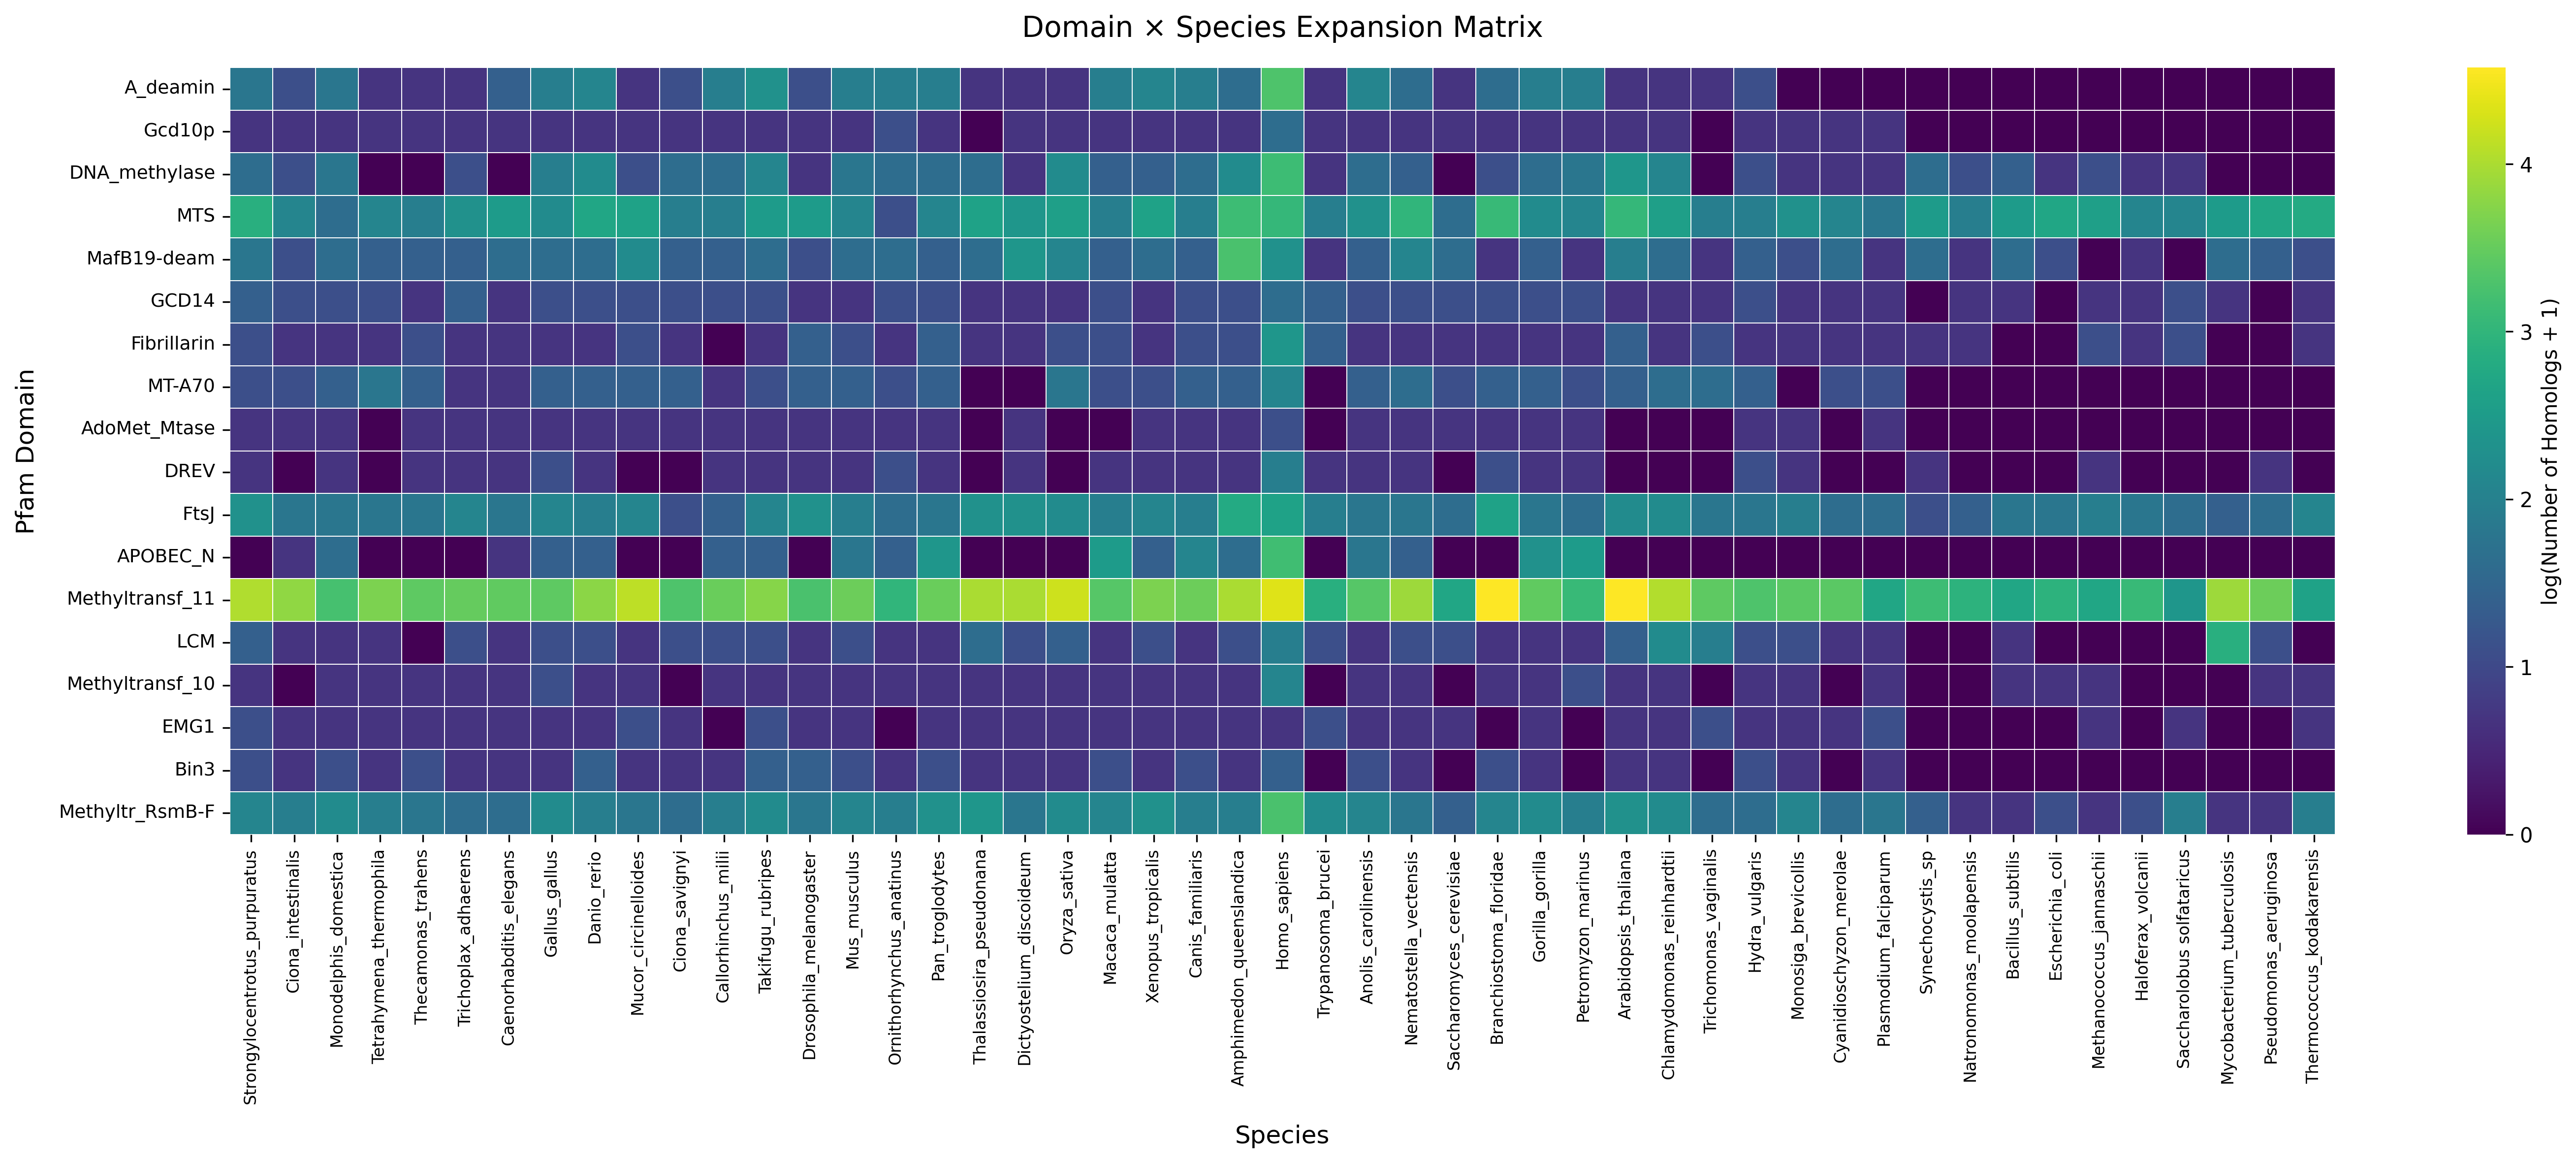 Domain × Species Expansion Matrix
Pfam Domain
A_deamin
Gcd10p
DNA_methylase
MTS
MafB19-deam
GCD14
Fibrillarin
MT-A70
AdoMet_Mtase
DREV
FtsJ
APOBEC_N
Methyltransf_11
LCM
Methyltransf_10
EMG1
Bin3
Methyltr_RsmB-F
Strongylocentrotus_purpuratus
Ciona_intestinalis
Monodelphis_domestica
Tetrahymena_thermophila
Thecamonas_trahens
Trichoplax_adhaerens
Caenorhabditis_elegans
Gallus_gallus
Danio_rerio
Mucor_circinelloides
Ciona_savignyi
Callorhinchus_milii
Takifugu_rubripes
Drosophila_melanogaster
Mus_musculus
Ornithorhynchus_anatinus
Pan_troglodytes
Thalassiosira_pseudonana
Dictyostelium_discoideum
Oryza_sativa
Macaca_mulatta
Xenopus_tropicalis
Canis_familiaris
Amphimedon_queenslandica
Homo_sapiens
Trypanosoma_brucei
Anolis_carolinensis
Nematostella_vectensis
Saccharomyces_cerevisiae
Branchiostoma_floridae
Gorilla_gorilla
Petromyzon_marinus
Arabidopsis_thaliana
Chlamydomonas_reinhardtii
Trichomonas_vaginalis
Hydra_vulgaris
Monosiga_brevicollis
Cyanidioschyzon_merolae
Plasmodium_falciparum
Synechocystis_sp
Natronomonas_moolapensis
Bacillus_subtilis
Escherichia_coli
Methanococcus_jannaschii
Haloferax_volcanii
Saccharolobus solfataricus
Mycobacterium_tuberculosis
Pseudomonas_aeruginosa
Thermococcus_kodakarensis
Species
4
3
2
1
0
log(Number of Homologs + 1)